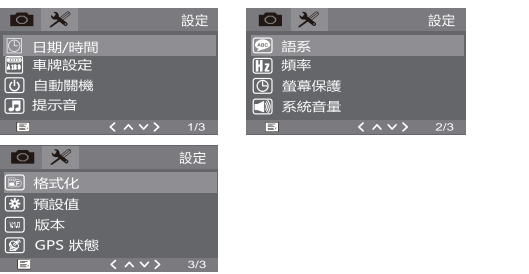 設定
日期/時間
車牌設定
自動關機
提示音
1/3
設定
語系
頻率
螢幕保護
系統音量
2/3
設定
格式化
預設值
版本
GPS 狀態
3/3